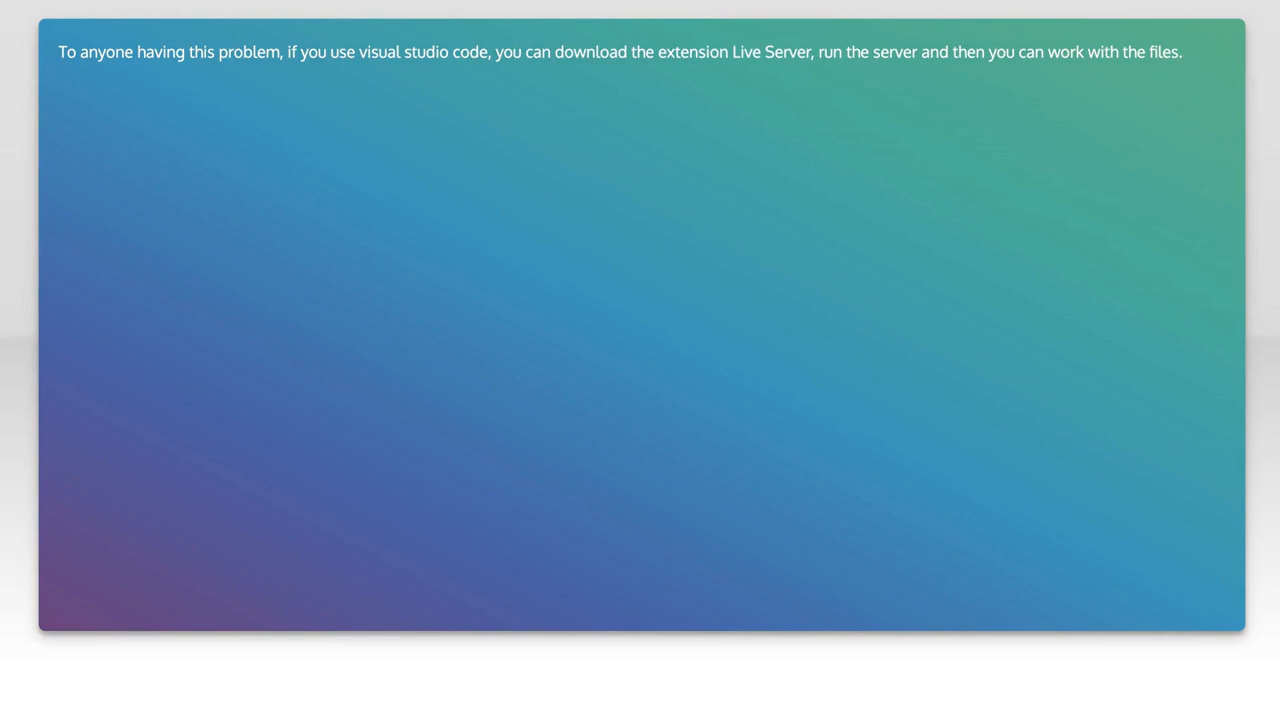 To anyone having this problem, if you use visual studio code, you can download the extension Live Server, run the server and then you can work with the files.